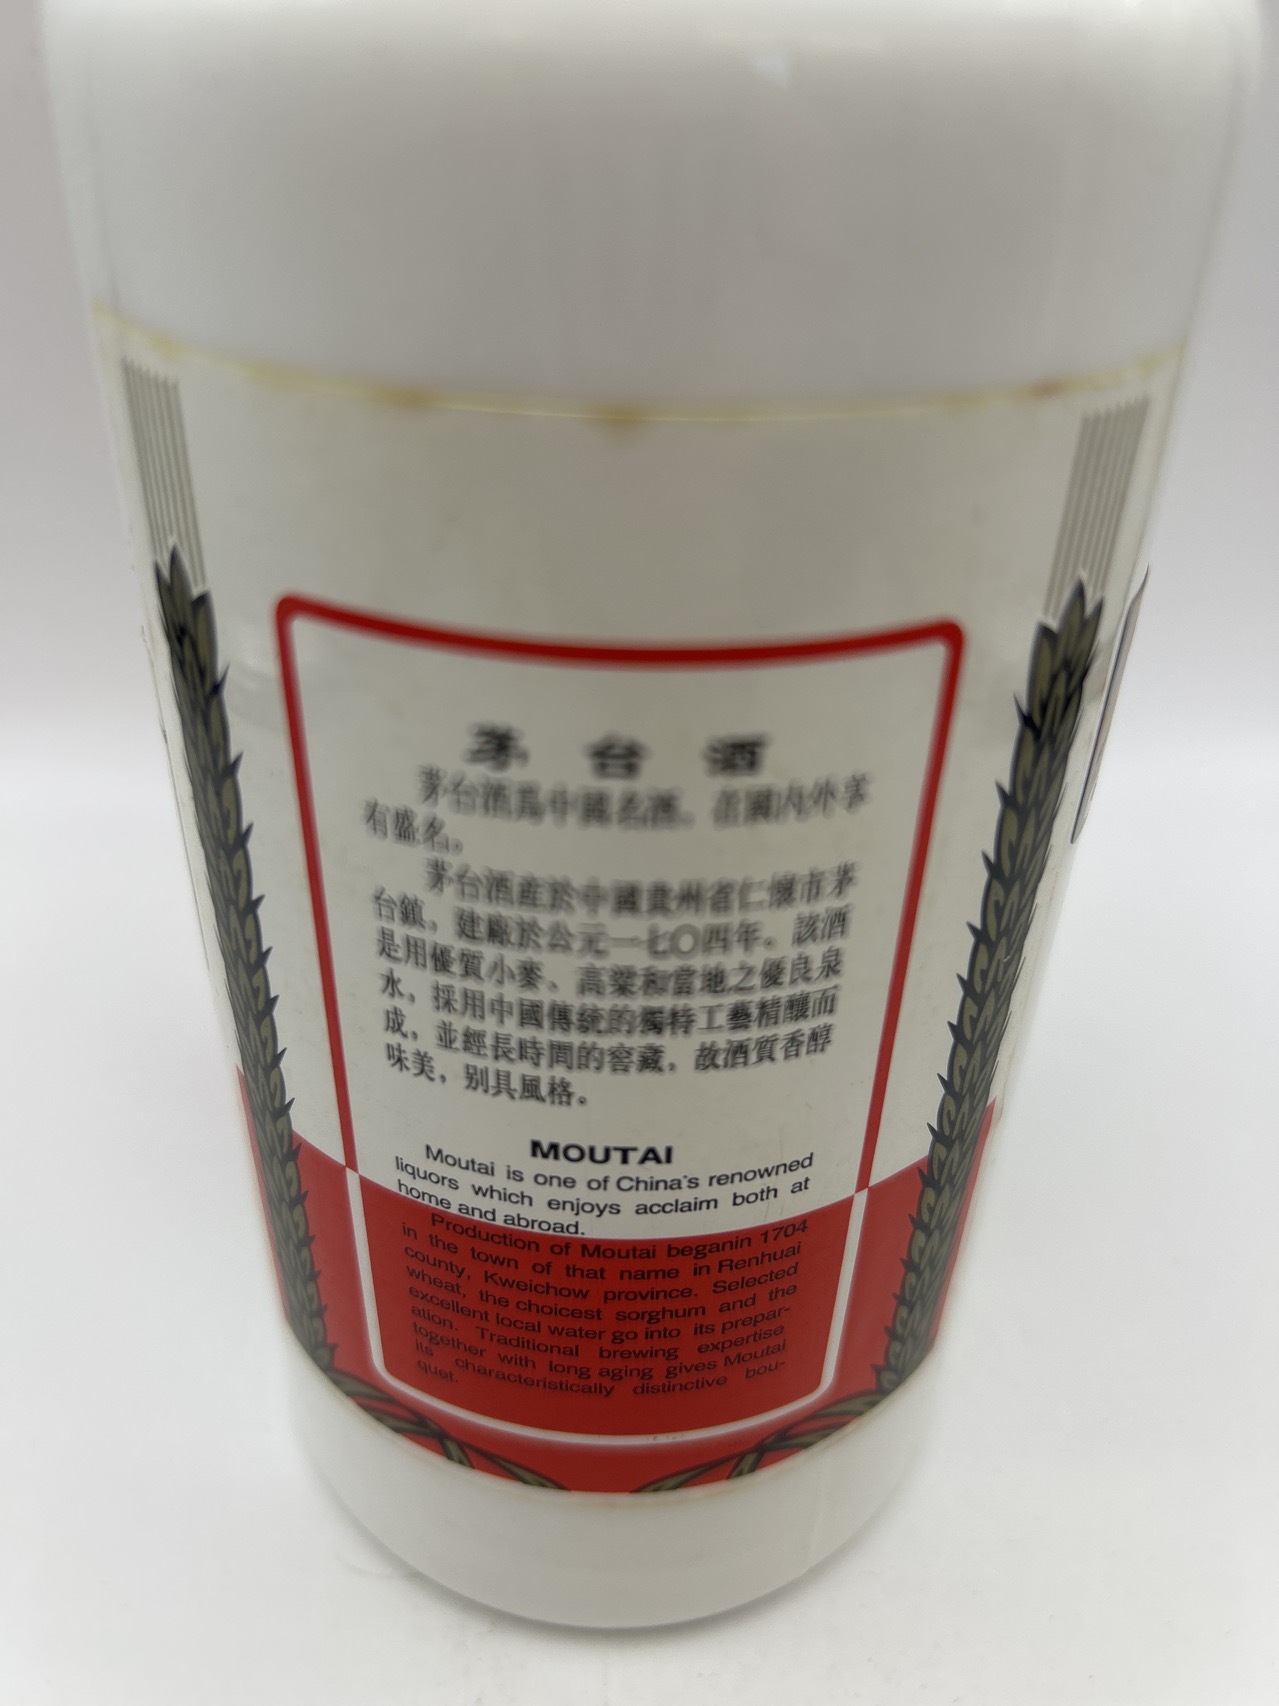 茅台酒
茅台酒爲中國名酒。在國內外享
有盛名。
茅台酒産於中國貴州省仁懷市茅
台鎮，建廠於公元一七〇四年。該酒
是用優質小麥、高粱和當地之優良泉
水，採用中國傳統的獨特工藝精釀而
成，並經長時間的窖藏，故酒質香醇
味美，别具風格。
MOUTAI
Moutai is one of China's renowned
liquors which enjoys acclaim both at
home and abroad.
Production of Moutai beganin 1704
in the town of that name in Renhuai
county, Kweichow province. Selected
wheat, the choicest sorghum and the
excellent local water go into its prepar-
ation. Traditional brewing expertise
together with long aging gives Moutai
its characteristically distinctive bou-
quet.